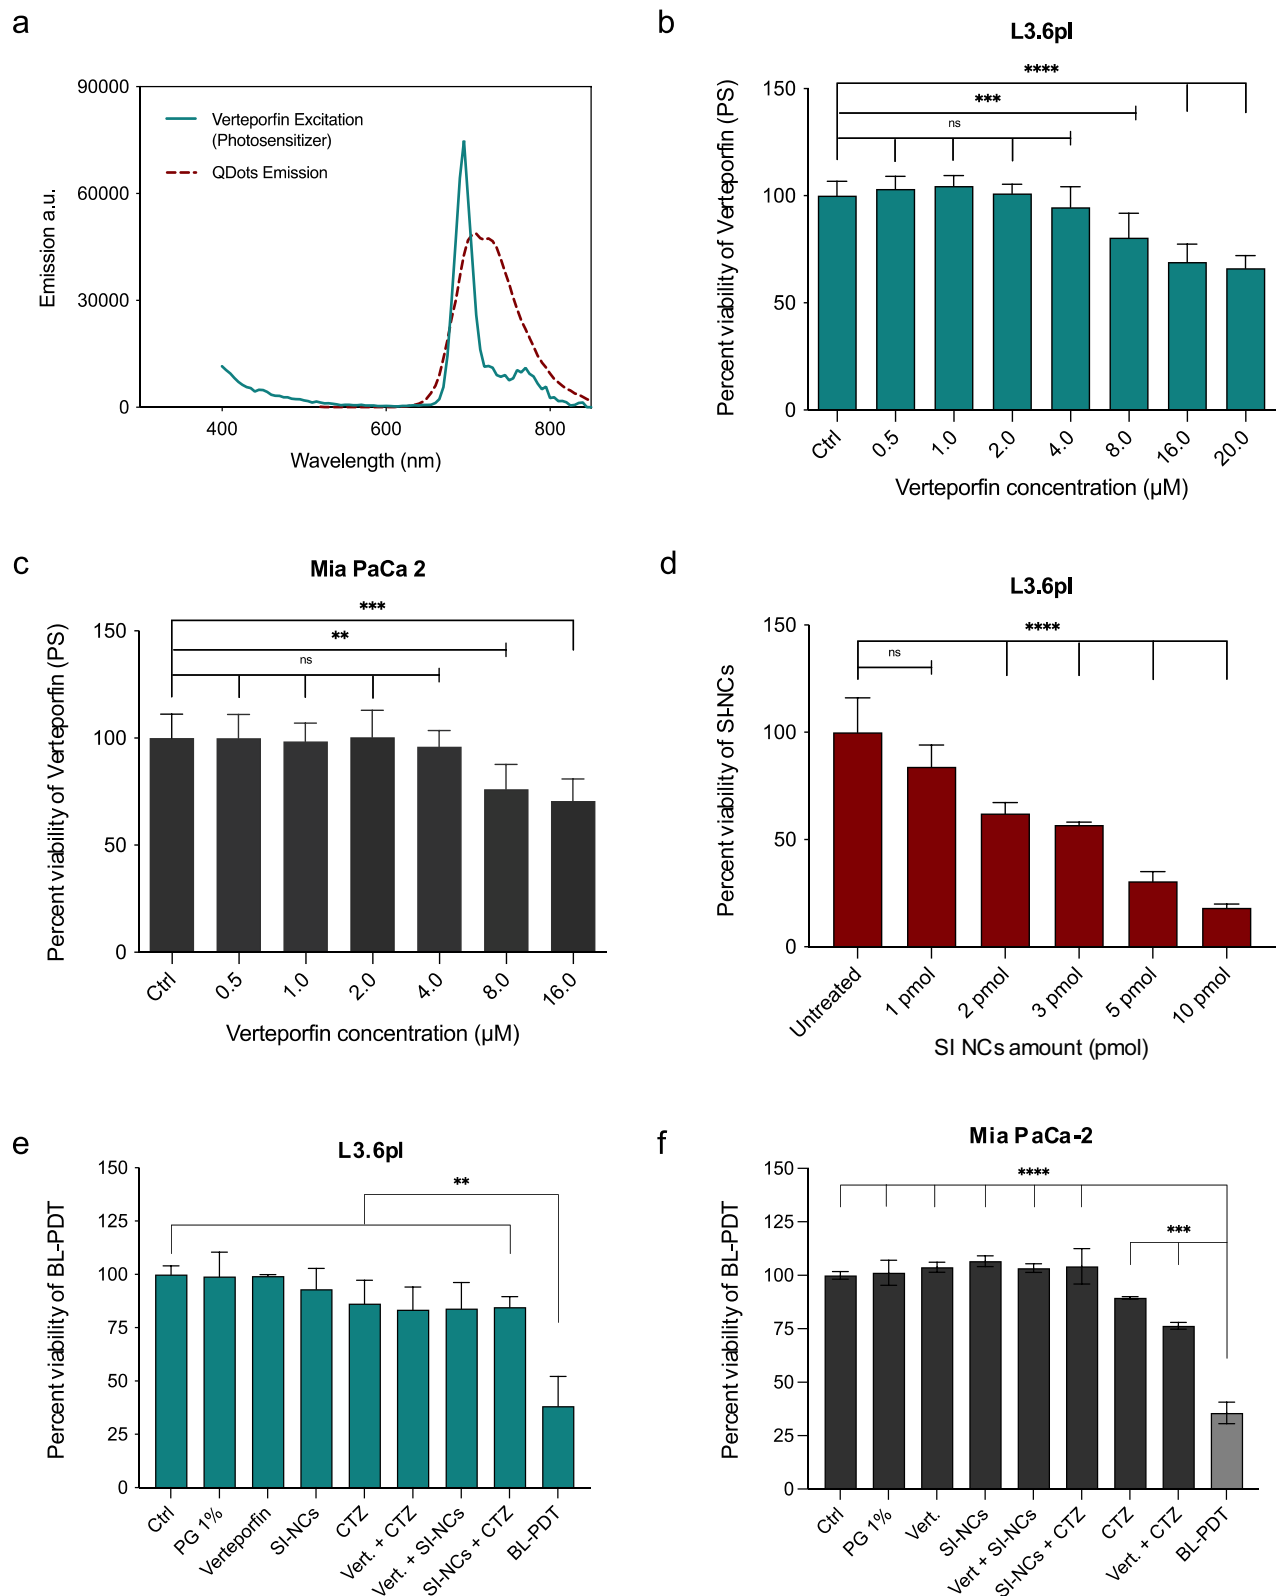 a
90000
60000
30000
0
Emission a.u.
Verteporfin Excitation
(Photosensitizer)
QDots Emission
400
600
800
Wavelength (nm)
b
L3.6pl
Percent viability of Verteporfin (PS)
150
100
50
0
****
***
ns
Ctrl
0.5
1.0
2.0
4.0
8.0
16.0
20.0
Verteporfin concentration (µM)
c
Mia PaCa 2
Percent viability of Verteporfin (PS)
150
100
50
0
***
**
ns
Ctrl
0.5
1.0
2.0
4.0
8.0
16.0
Verteporfin concentration (µM)
d
L3.6pl
Percent viability of SI-NCs
150
100
50
0
****
ns
Untreated
1 pmol
2 pmol
3 pmol
5 pmol
10 pmol
SI NCs amount (pmol)
e
L3.6pl
Percent viability of BL-PDT
150
125
100
75
50
25
0
**
Ctrl
PG 1%
Verteporfin
SI-NCs
CTZ
Vert. + CTZ
Vert. + SI-NCs
SI-NCs + CTZ
BL-PDT
f
Mia PaCa-2
Percent viability of BL-PDT
150
125
100
75
50
25
0
****
***
Ctrl
PG 1%
Vert.
SI-NCs
Vert + SI-NCs
SI-NCs + CTZ
CTZ
Vert. + CTZ
BL-PDT